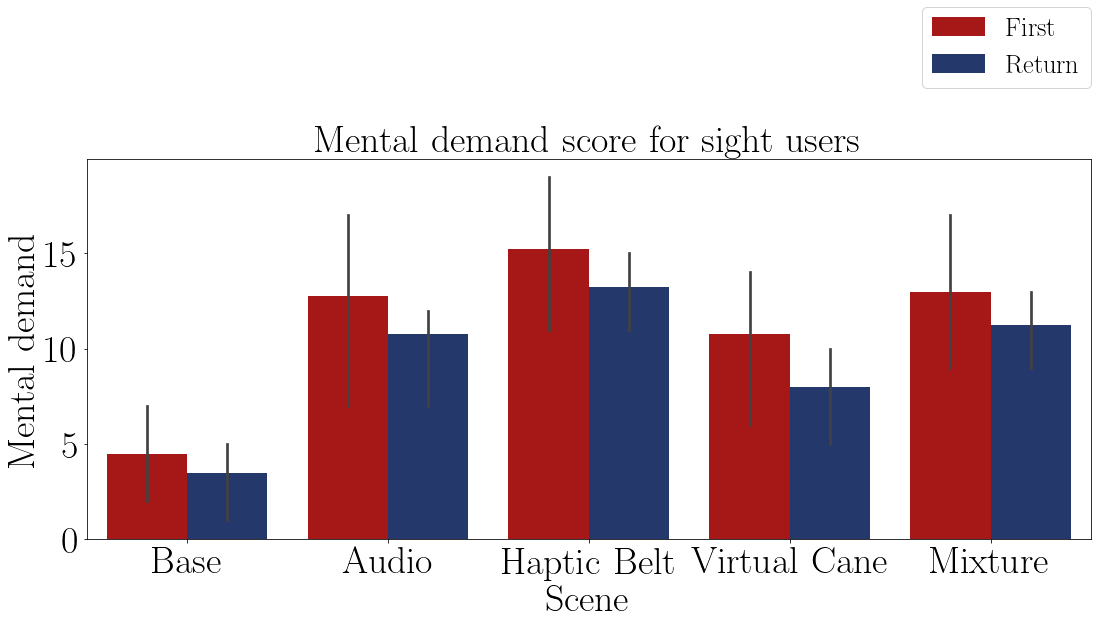 First
Return
Mental demand score for sight users
Mental demand
15
10
5
0
Base
Audio
Haptic Belt
Virtual Cane
Mixture
Scene